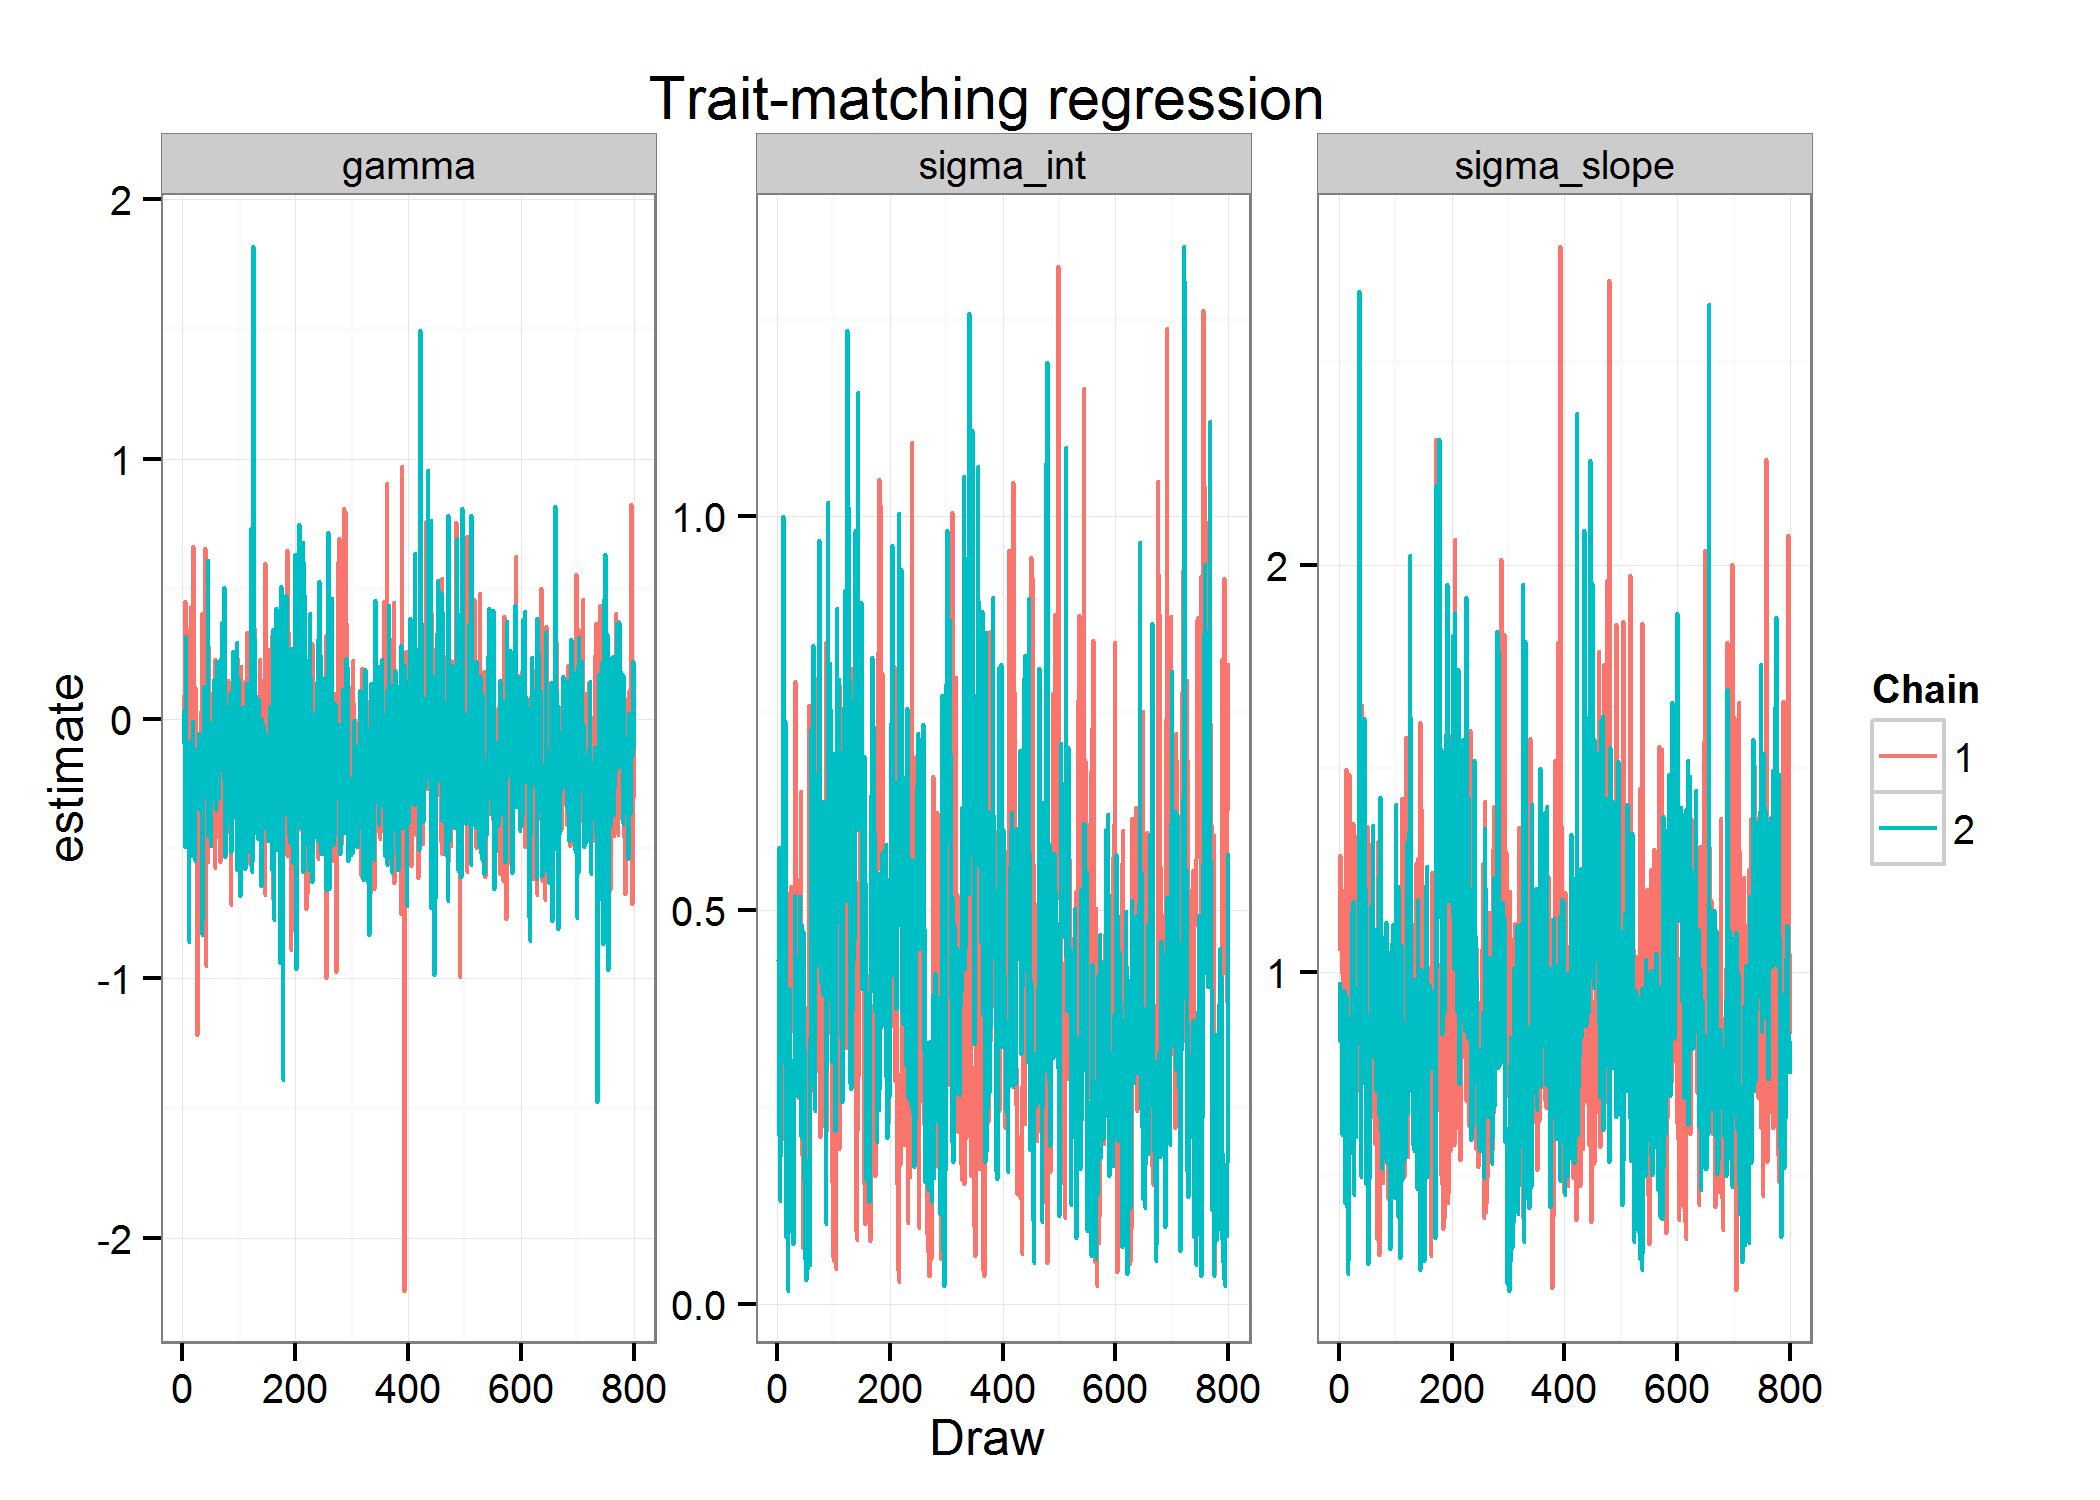 Trait-matching regression
gamma sigma_int sigma_slope
2
1
0
-1
-2
1.0
0.5
0.0
2
1
estimate
0 200 400 600 800 0 200 400 600 800 0 200 400 600 800
Draw
Chain
1
2